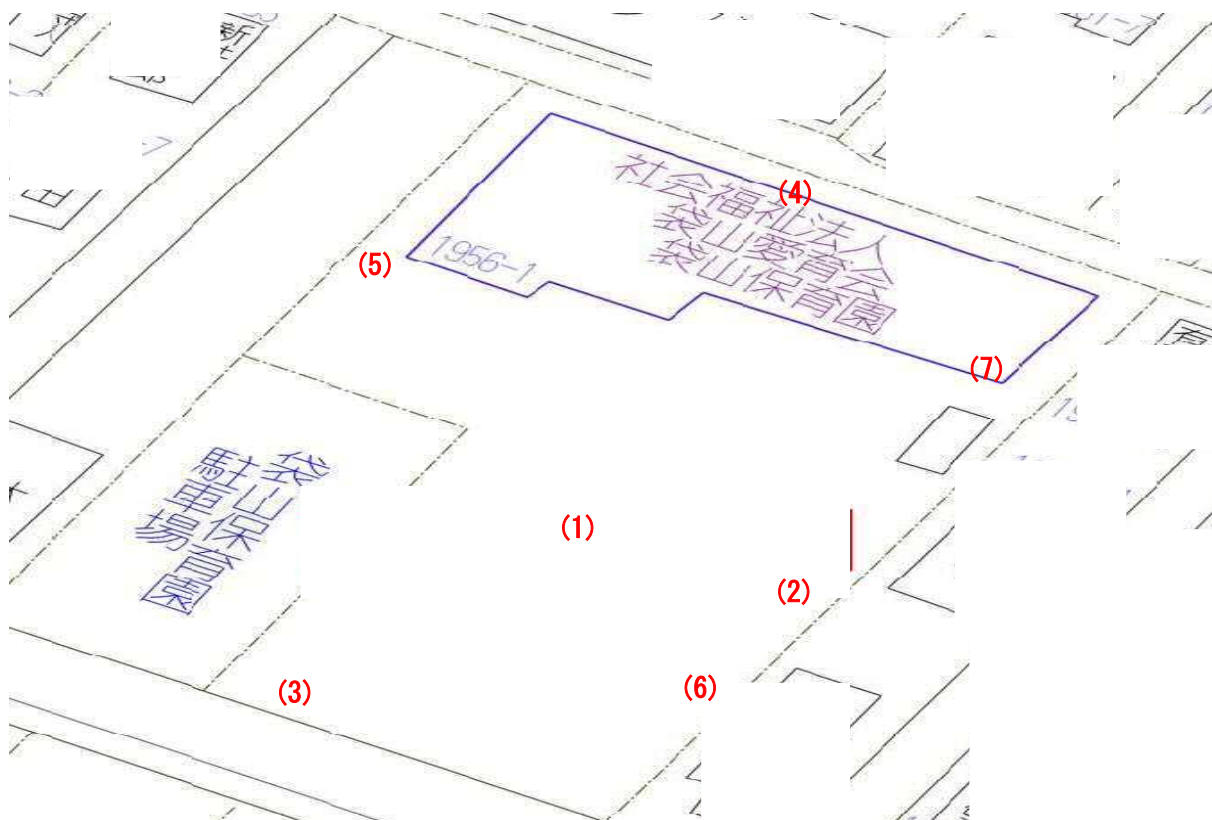 社会福祉法人
袋山愛育会
袋山保育園
1956-1
袋山保育園
駐車場
(1)
(2)
(3)
(4)
(5)
(6)
(7)